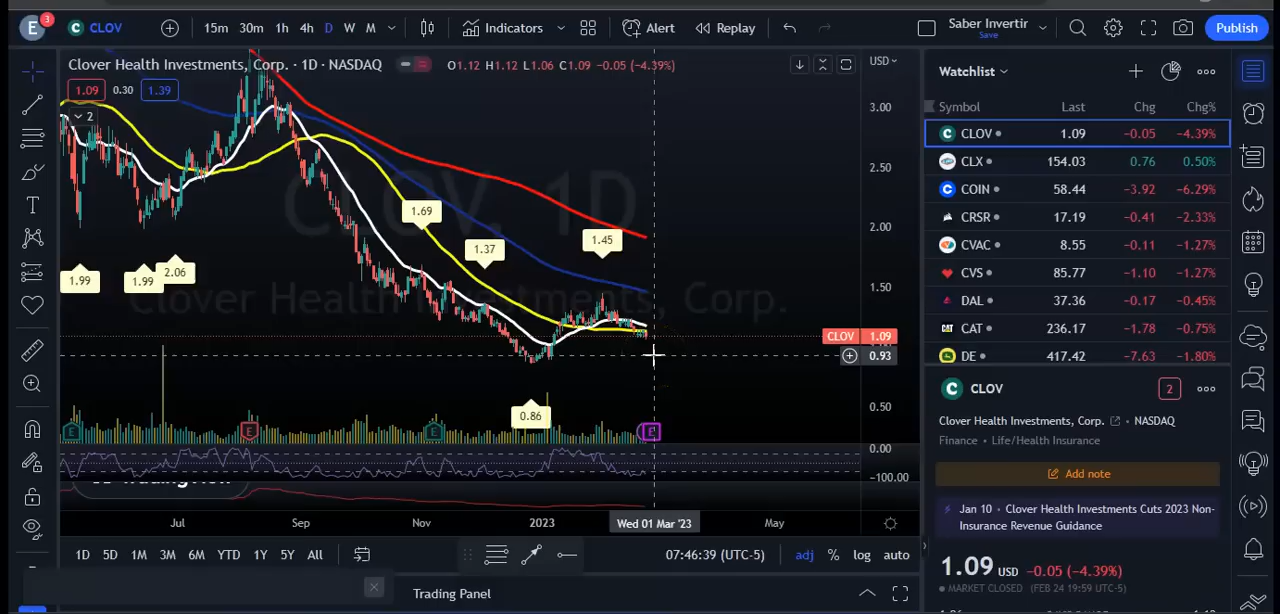 E 3 CLOV 15m 30m 1h 4h D W M Indicators Alert Replay Saber Invertir Save Publish
Clover Health Investments, Corp. · 1D · NASDAQ O1.12 H1.12 L1.06 C1.09 −0.05 (−4.39%) USD
1.09 0.30 1.39
2
CLOV, 1D
Clover Health Investments, Corp.
3.00
2.50
2.00
1.50
0.50
0.00
−100.00
1.69
1.37
1.45
1.99
1.99
2.06
0.86
CLOV 1.09
0.93
E E E E
Jul Sep Nov 2023 Wed 01 Mar '23 May
1D 5D 1M 3M 6M YTD 1Y 5Y All 07:46:39 (UTC-5) adj % log auto
Trading Panel
Watchlist
Symbol Last Chg Chg%
CLOV 1.09 −0.05 −4.39%
CLX 154.03 0.76 0.50%
COIN 58.44 −3.92 −6.29%
CRSR 17.19 −0.41 −2.33%
CVAC 8.55 −0.11 −1.27%
CVS 85.77 −1.10 −1.27%
DAL 37.36 −0.17 −0.45%
CAT 236.17 −1.78 −0.75%
DE 417.42 −7.63 −1.80%
CLOV 2
Clover Health Investments, Corp. · NASDAQ
Finance · Life/Health Insurance
Add note
Jan 10 · Clover Health Investments Cuts 2023 Non-
Insurance Revenue Guidance
1.09 USD −0.05 (−4.39%)
MARKET CLOSED (FEB 24 19:59 UTC-5)